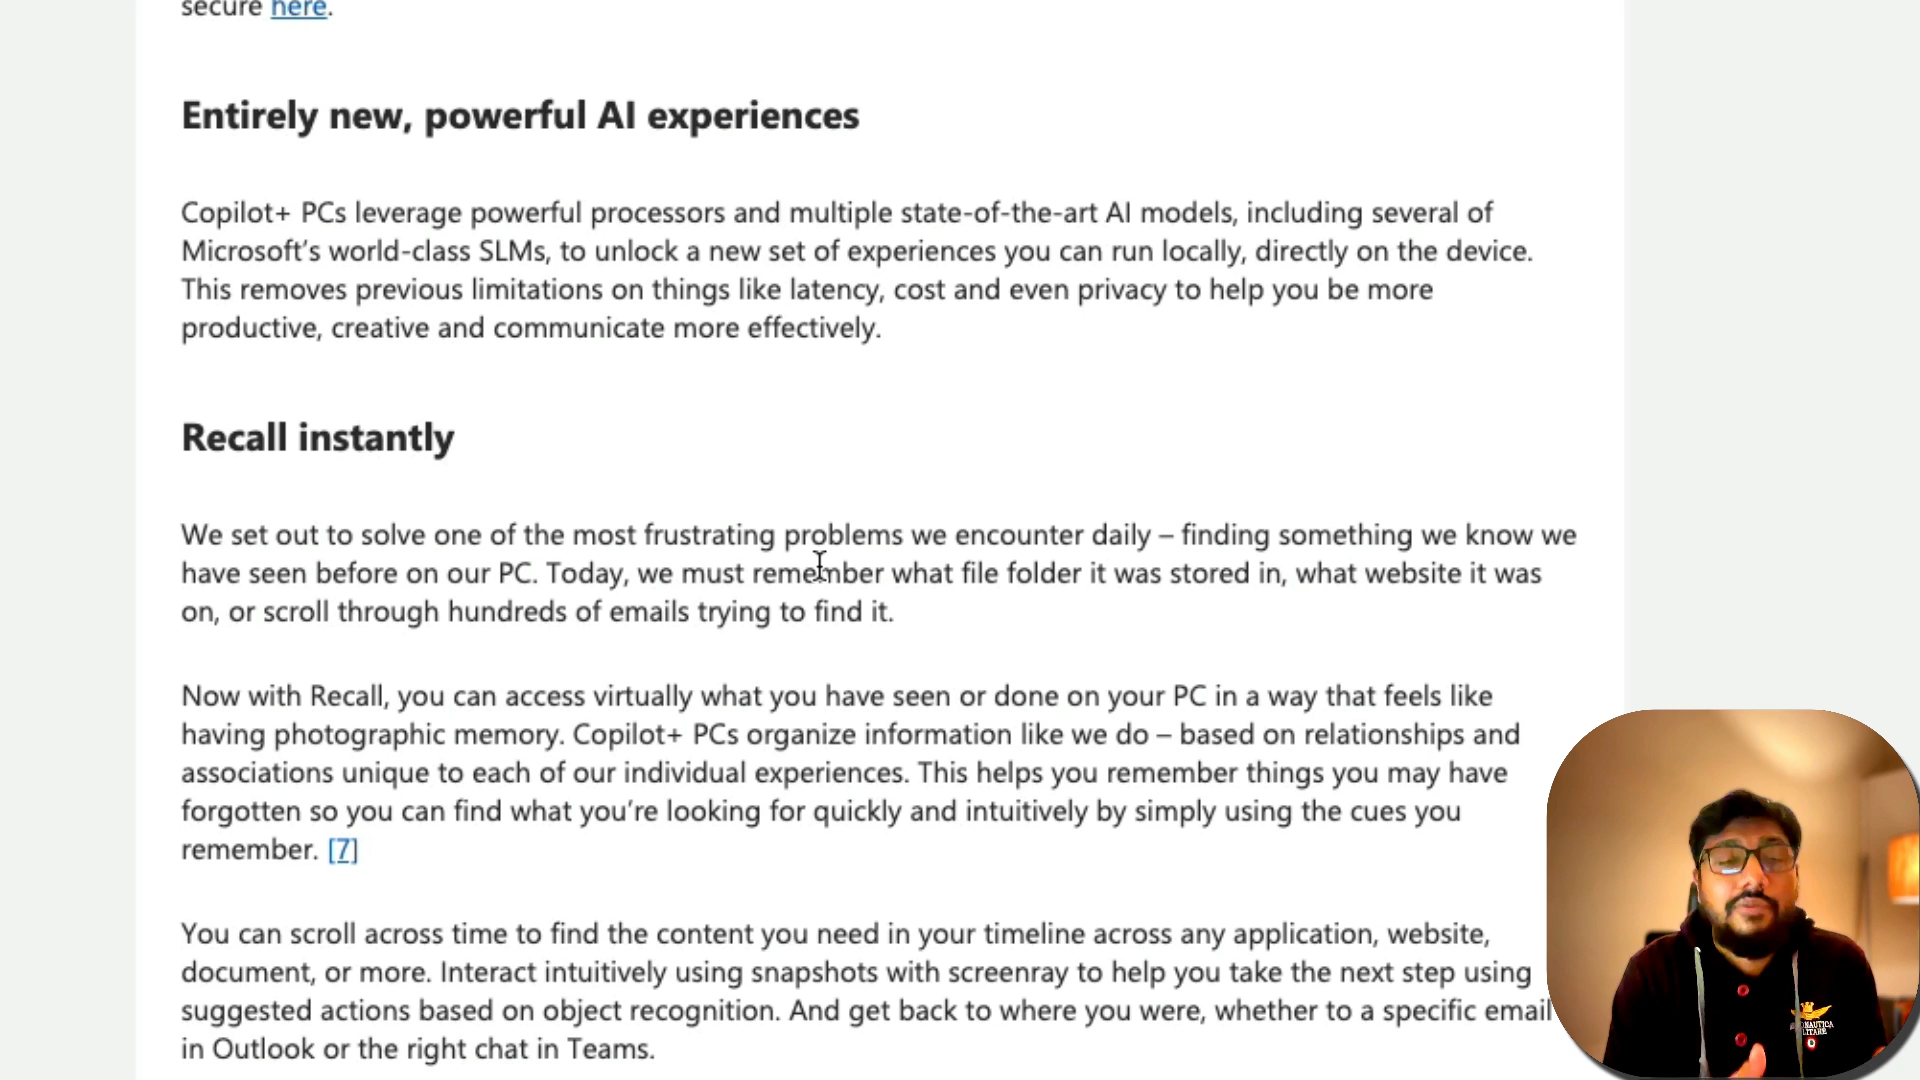 secure here.
Entirely new, powerful AI experiences
Copilot+ PCs leverage powerful processors and multiple state-of-the-art AI models, including several of
Microsoft’s world-class SLMs, to unlock a new set of experiences you can run locally, directly on the device.
This removes previous limitations on things like latency, cost and even privacy to help you be more
productive, creative and communicate more effectively.
Recall instantly
We set out to solve one of the most frustrating problems we encounter daily – finding something we know we
have seen before on our PC. Today, we must remember what file folder it was stored in, what website it was
on, or scroll through hundreds of emails trying to find it.
Now with Recall, you can access virtually what you have seen or done on your PC in a way that feels like
having photographic memory. Copilot+ PCs organize information like we do – based on relationships and
associations unique to each of our individual experiences. This helps you remember things you may have
forgotten so you can find what you’re looking for quickly and intuitively by simply using the cues you
remember. [7]
You can scroll across time to find the content you need in your timeline across any application, website,
document, or more. Interact intuitively using snapshots with screenray to help you take the next step using
suggested actions based on object recognition. And get back to where you were, whether to a specific email
in Outlook or the right chat in Teams.